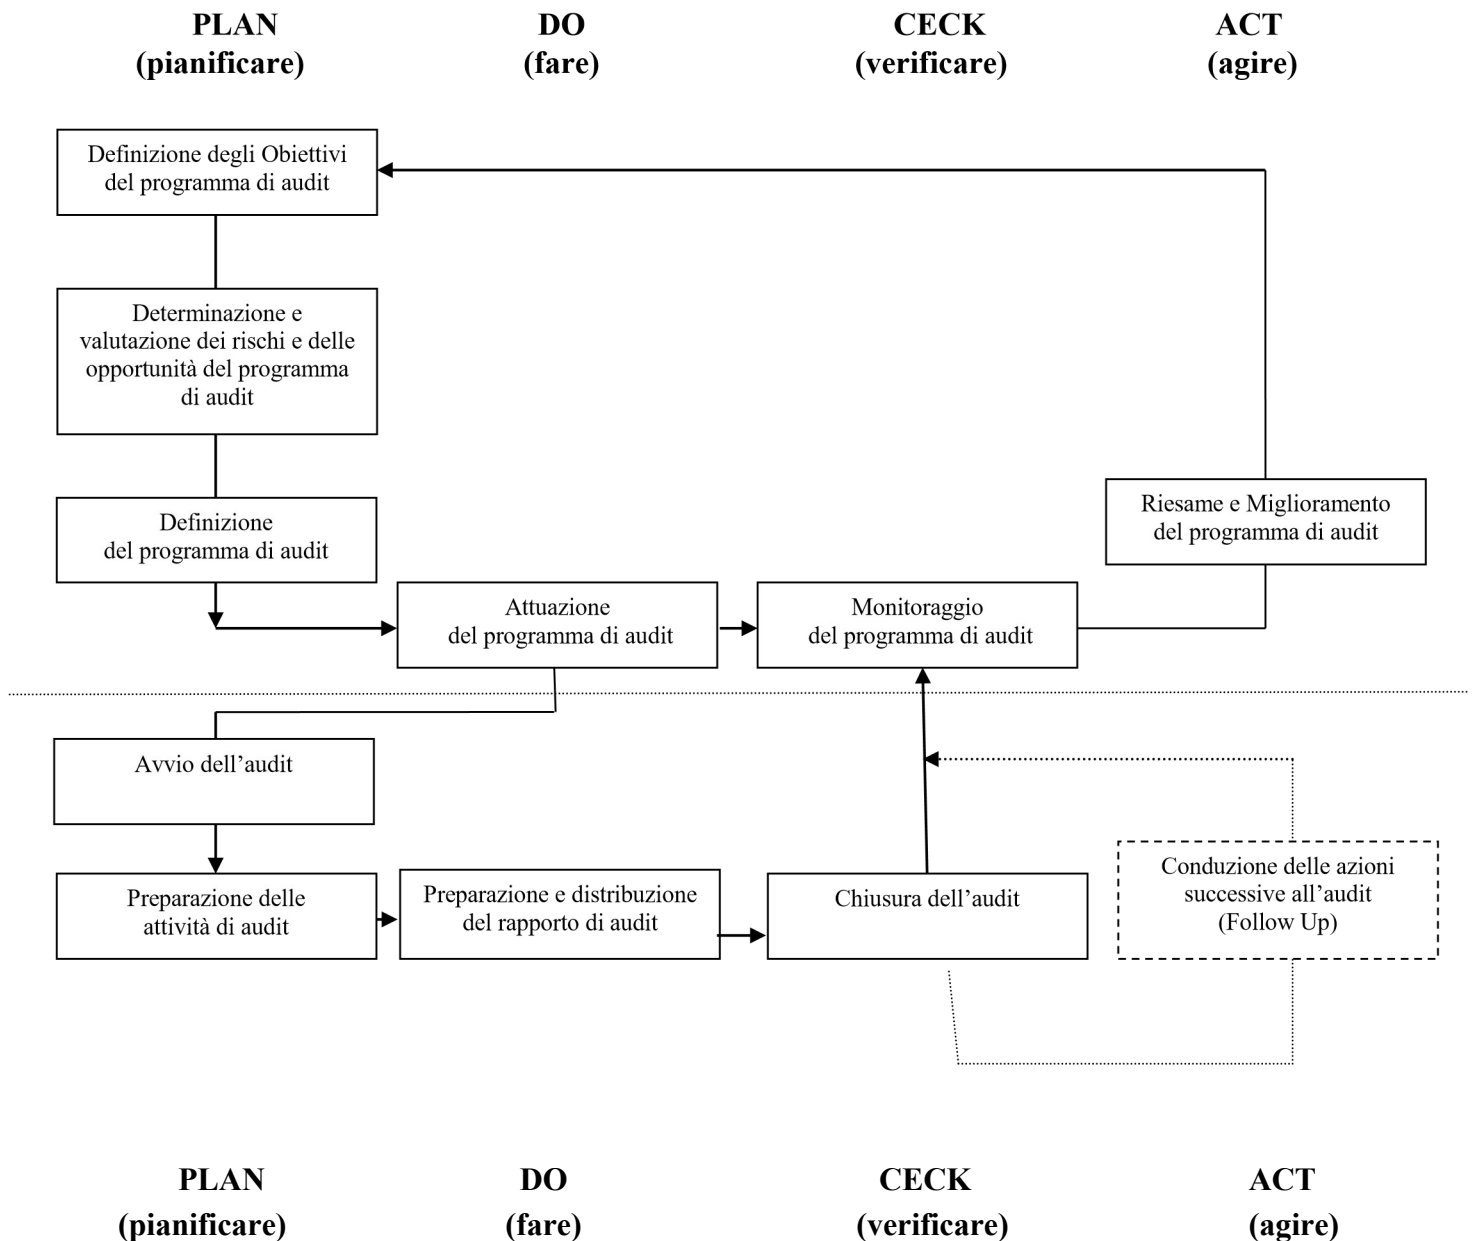 PLAN DO CECK ACT
(pianificare) (fare) (verificare) (agire)
Definizione degli Obiettivi
del programma di audit
Determinazione e
valutazione dei rischi e delle
opportunità del programma
di audit
Definizione
del programma di audit
Riesame e Miglioramento
del programma di audit
Attuazione
del programma di audit
Monitoraggio
del programma di audit
Avvio dell’audit
Preparazione delle
attività di audit
Preparazione e distribuzione
del rapporto di audit
Chiusura dell’audit
Conduzione delle azioni
successive all’audit
(Follow Up)
PLAN DO CECK ACT
(pianificare) (fare) (verificare) (agire)